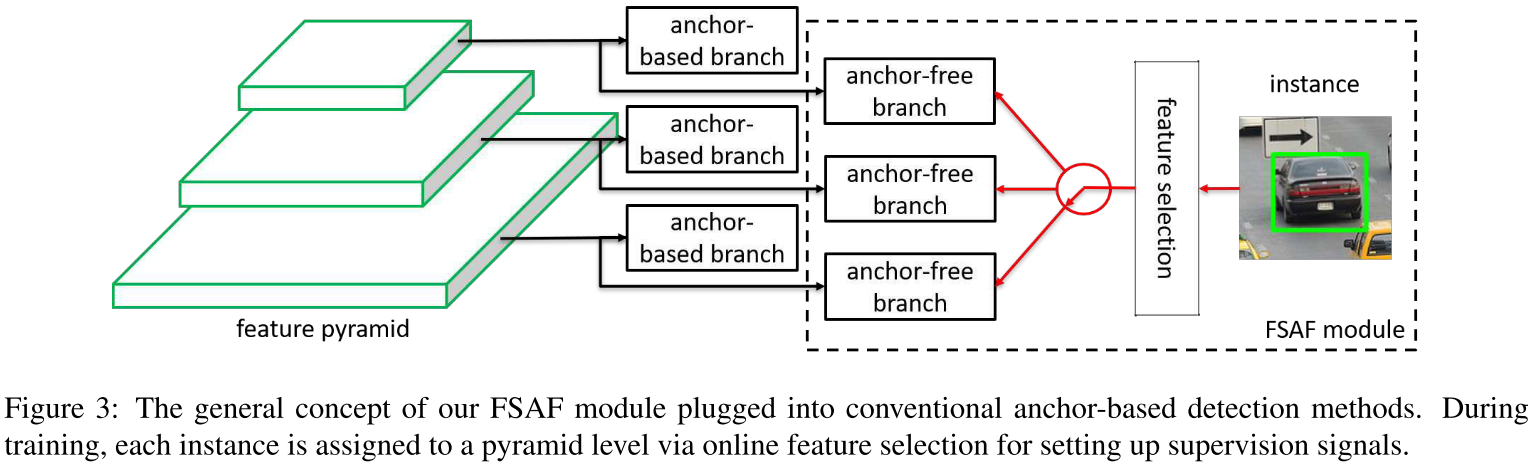 anchor-
based branch
anchor-free
branch
anchor-
based branch
anchor-free
branch
anchor-
based branch
anchor-free
branch
feature selection
instance
feature pyramid
FSAF module
Figure 3: The general concept of our FSAF module plugged into conventional anchor-based detection methods. During
training, each instance is assigned to a pyramid level via online feature selection for setting up supervision signals.